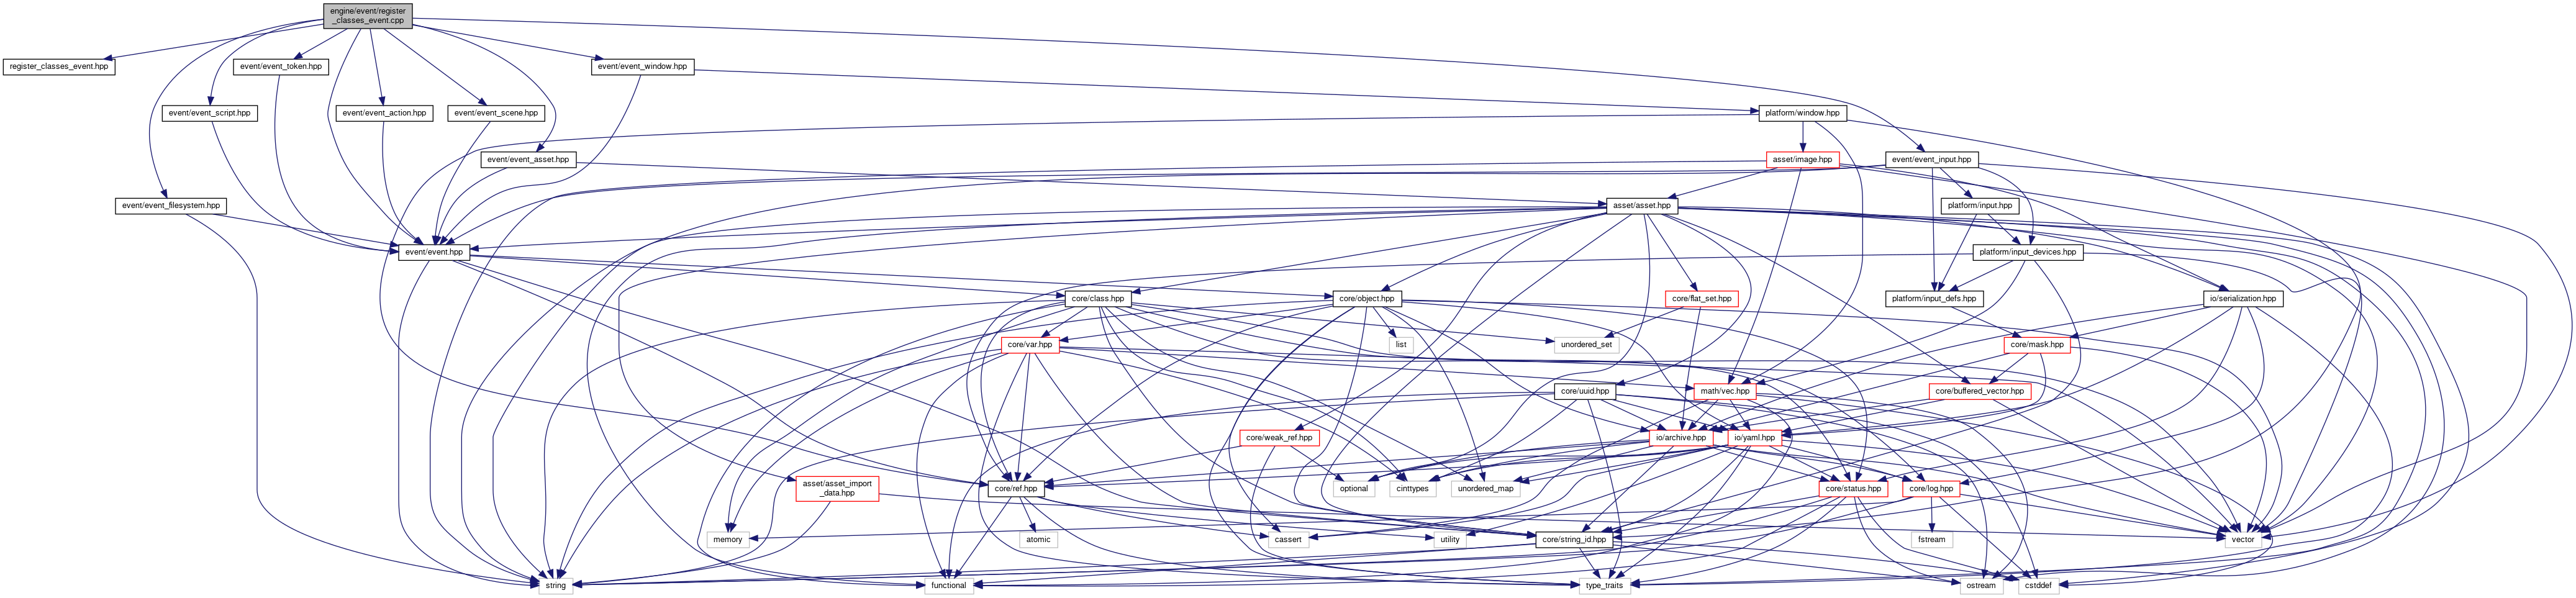 engine/event/register
_classes_event.cpp
register_classes_event.hpp
event/event_token.hpp
event/event_window.hpp
event/event_script.hpp
event/event_action.hpp
event/event_scene.hpp
platform/window.hpp
event/event_asset.hpp
asset/image.hpp
event/event_input.hpp
event/event_filesystem.hpp
asset/asset.hpp
platform/input.hpp
event/event.hpp
platform/input_devices.hpp
core/class.hpp
core/object.hpp
core/flat_set.hpp
platform/input_defs.hpp
io/serialization.hpp
core/var.hpp
list
unordered_set
core/mask.hpp
core/uuid.hpp
math/vec.hpp
core/buffered_vector.hpp
core/weak_ref.hpp
io/archive.hpp
io/yaml.hpp
asset/asset_import
_data.hpp
core/ref.hpp
optional
cinttypes
unordered_map
core/status.hpp
core/log.hpp
memory
atomic
cassert
utility
core/string_id.hpp
fstream
vector
string
functional
type_traits
ostream
cstddef